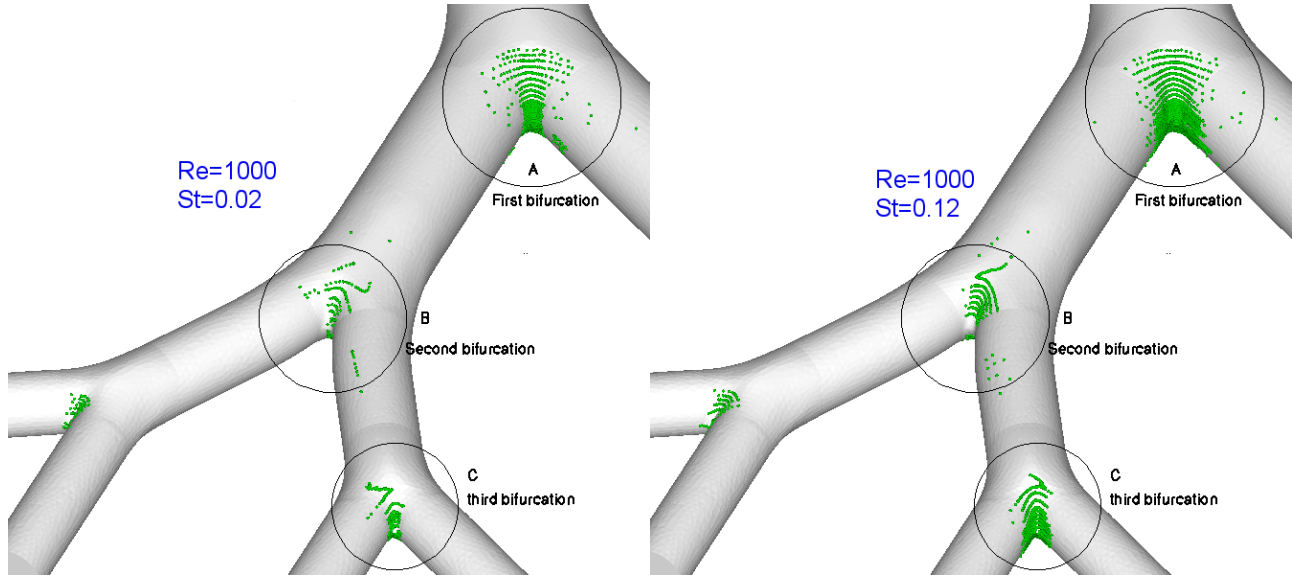 Re=1000
St=0.02
A
First bifurcation
B
Second bifurcation
C
third bifurcation
Re=1000
St=0.12
A
First bifurcation
B
Second bifurcation
C
third bifurcation